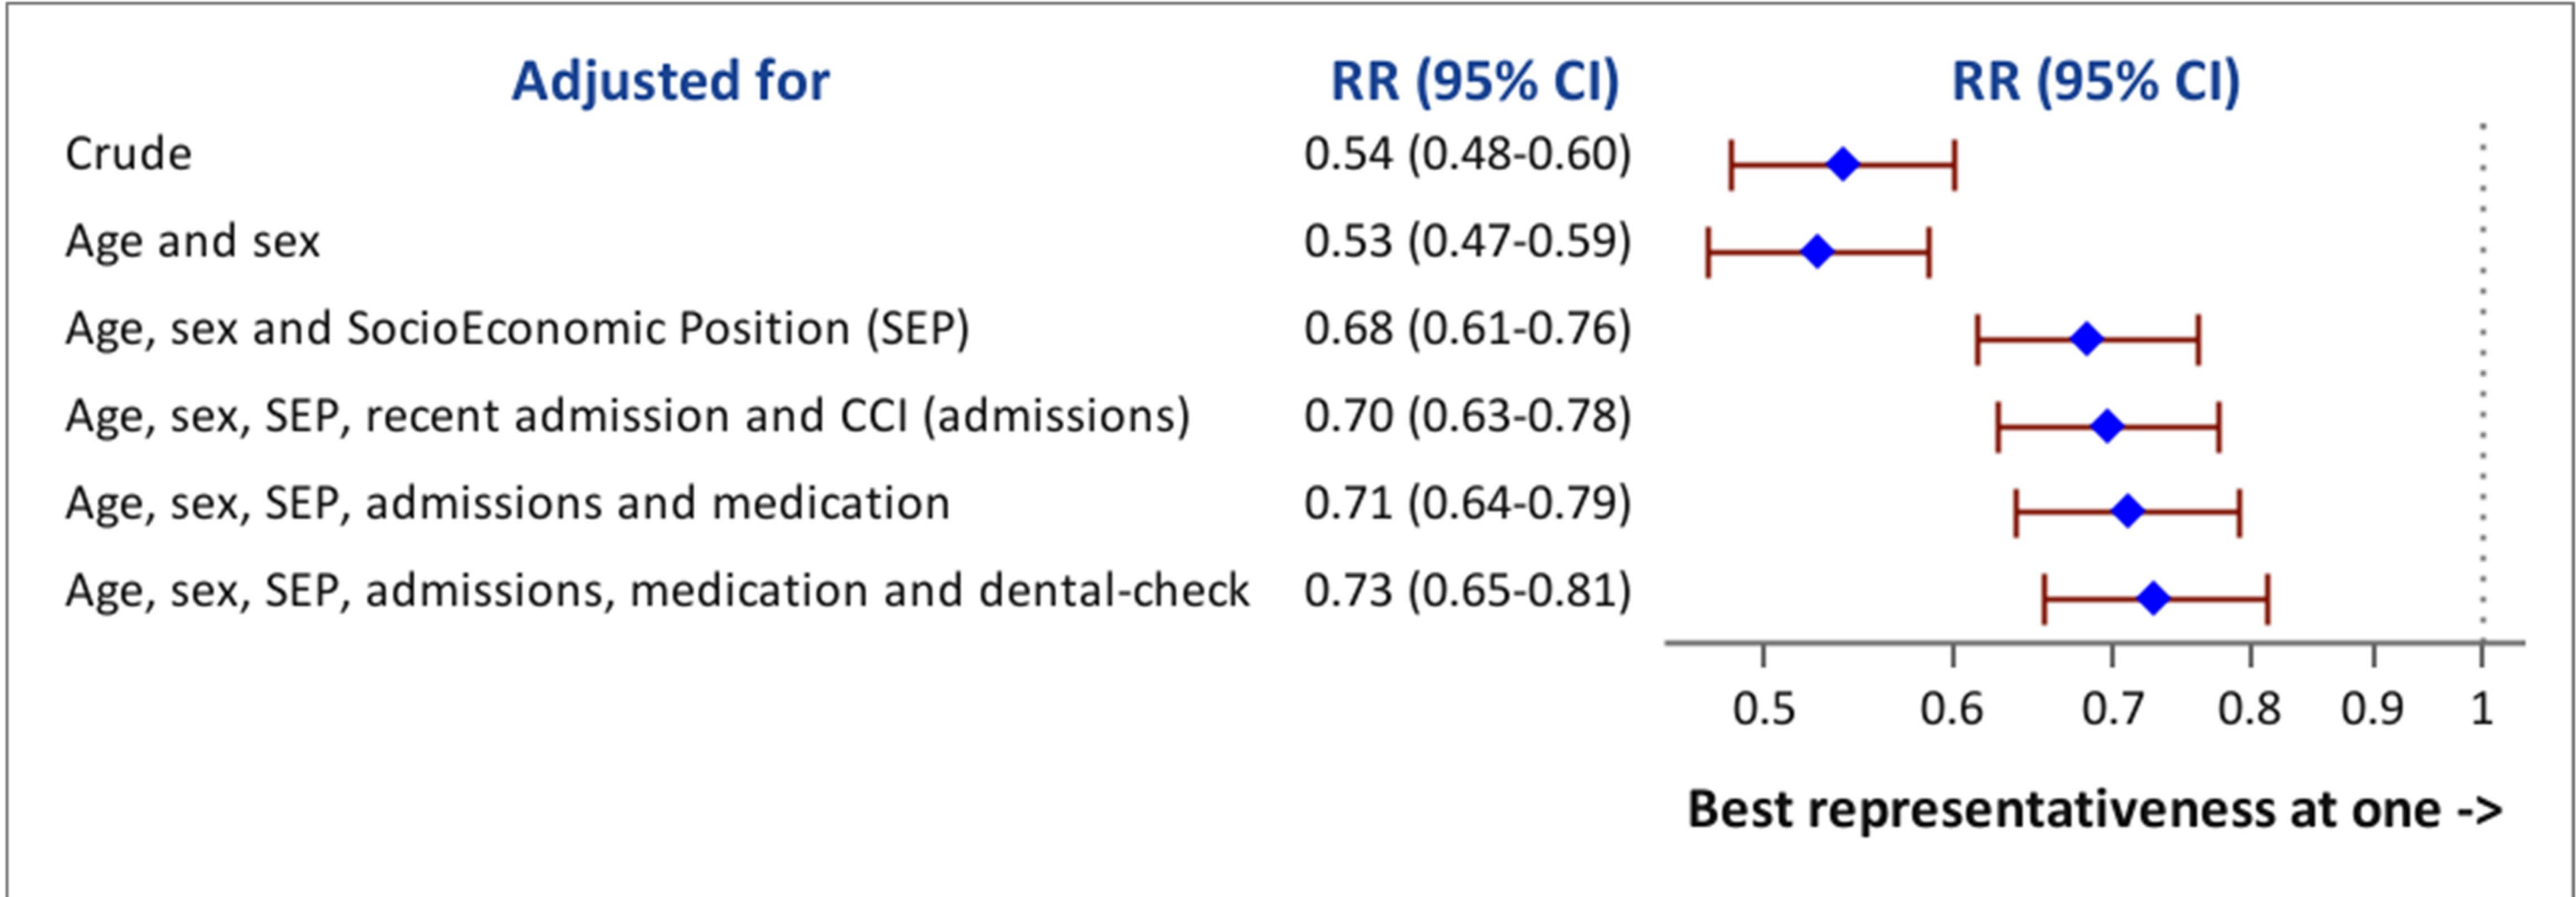 Adjusted for RR (95% CI) RR (95% CI)
Crude 0.54 (0.48-0.60)
Age and sex 0.53 (0.47-0.59)
Age, sex and SocioEconomic Position (SEP) 0.68 (0.61-0.76)
Age, sex, SEP, recent admission and CCI (admissions) 0.70 (0.63-0.78)
Age, sex, SEP, admissions and medication 0.71 (0.64-0.79)
Age, sex, SEP, admissions, medication and dental-check 0.73 (0.65-0.81)
0.5 0.6 0.7 0.8 0.9 1
Best representativeness at one ->